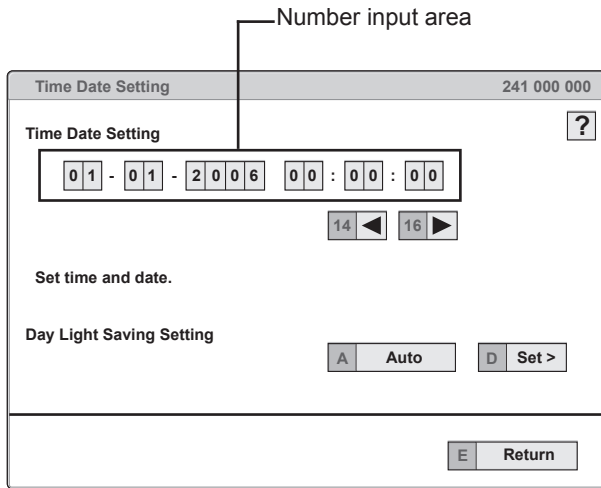 Number input area
Time Date Setting 241 000 000
?
Time Date Setting
01 - 01 - 2006 00 : 00 : 00
14 ◀ 16 ▶
Set time and date.
Day Light Saving Setting
A Auto D Set >
E Return